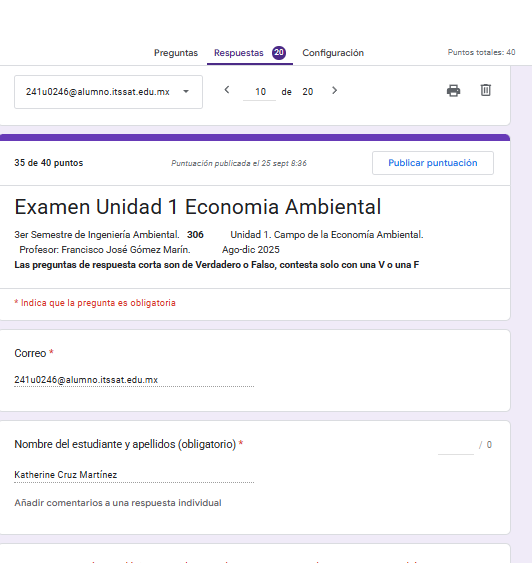 Preguntas Respuestas 20 Configuración Puntos totales: 40
241u0246@alumno.itssat.edu.mx 10 de 20
35 de 40 puntos Puntuación publicada el 25 sept 8:36 Publicar puntuación
Examen Unidad 1 Economia Ambiental
3er Semestre de Ingeniería Ambiental. 306 Unidad 1. Campo de la Economía Ambiental.
Profesor: Francisco José Gómez Marín. Ago-dic 2025
Las preguntas de respuesta corta son de Verdadero o Falso, contesta solo con una V o una F
* Indica que la pregunta es obligatoria
Correo *
241u0246@alumno.itssat.edu.mx
Nombre del estudiante y apellidos (obligatorio) * / 0
Katherine Cruz Martínez
Añadir comentarios a una respuesta individual